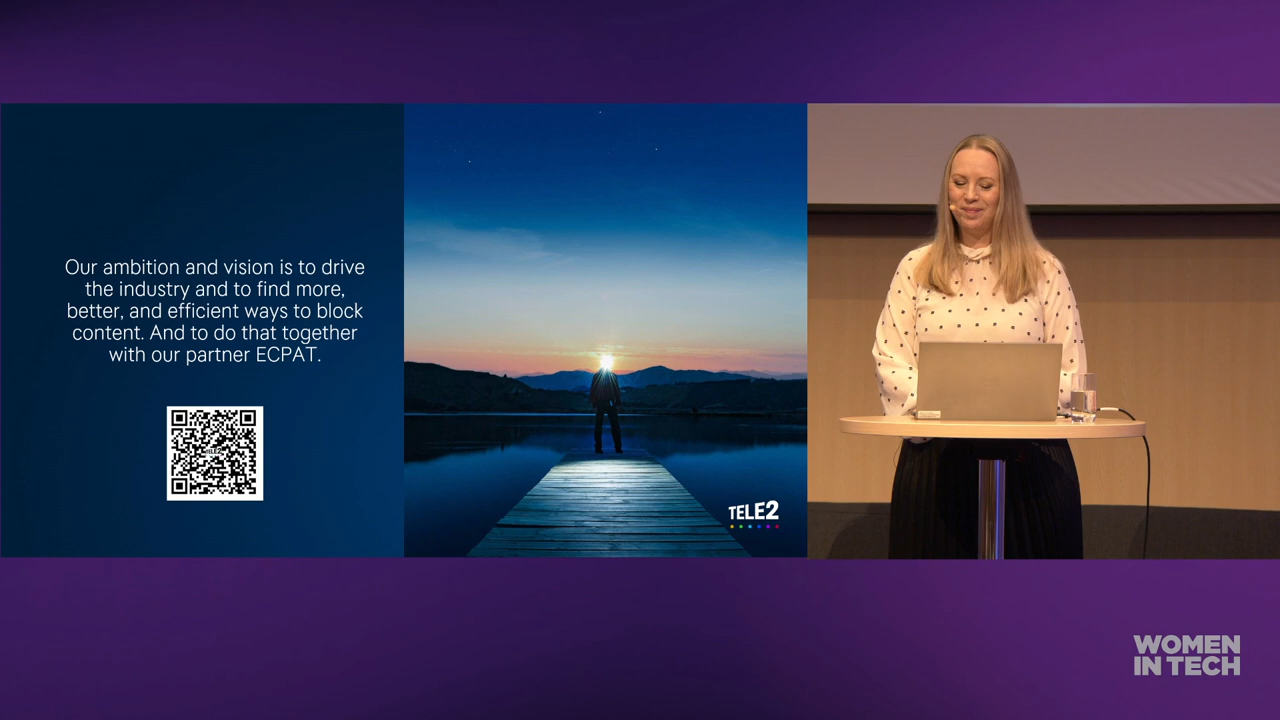 Our ambition and vision is to drive
the industry and to find more,
better, and efficient ways to block
content. And to do that together
with our partner ECPAT.
TELE2
TELE2
WOMEN
IN TECH